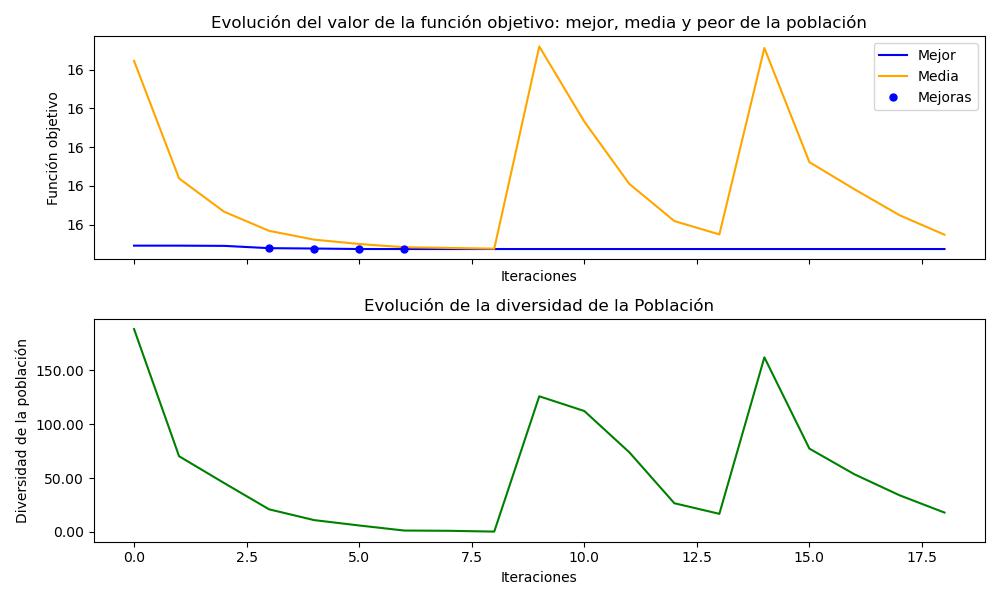 Evolución del valor de la función objetivo: mejor, media y peor de la población
Función objetivo
16
16
16
16
16
Mejor
Media
Mejoras
Iteraciones
Evolución de la diversidad de la Población
Diversidad de la población
150.00
100.00
50.00
0.00
0.0 2.5 5.0 7.5 10.0 12.5 15.0 17.5
Iteraciones